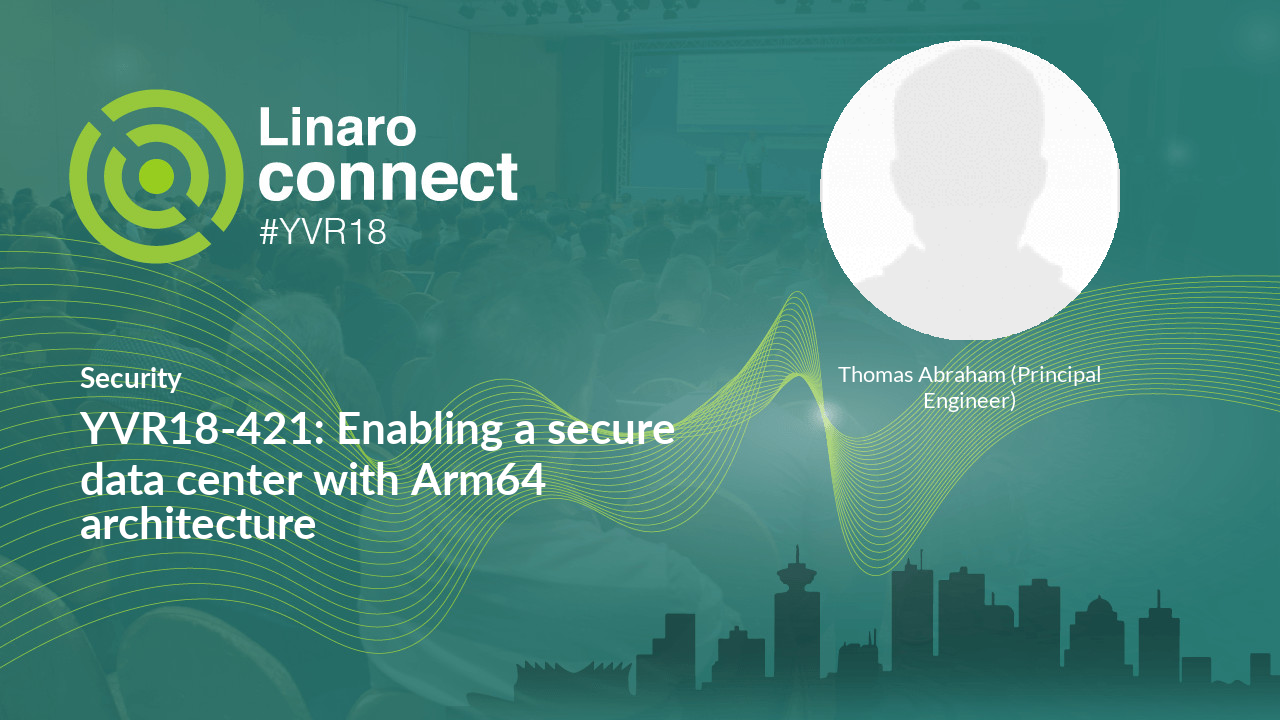 Linaro
connect
#YVR18
Security
YVR18-421: Enabling a secure
data center with Arm64
architecture
Thomas Abraham (Principal
Engineer)